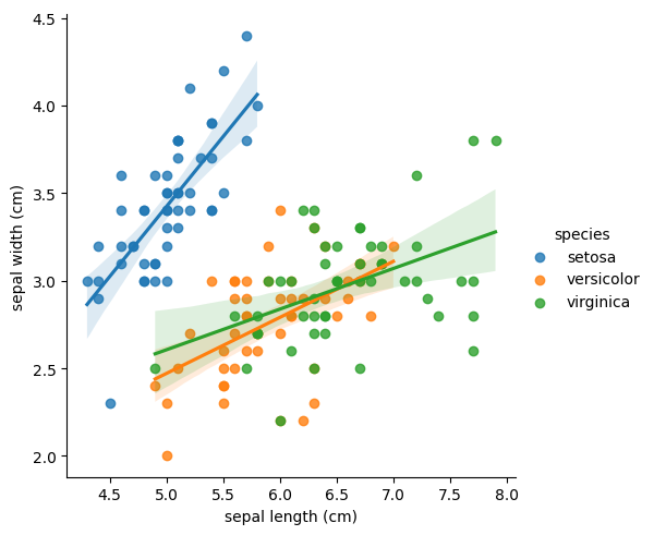 4.5
4.0
3.5
3.0
2.5
2.0
sepal width (cm)
4.5 5.0 5.5 6.0 6.5 7.0 7.5 8.0
sepal length (cm)
species
setosa
versicolor
virginica